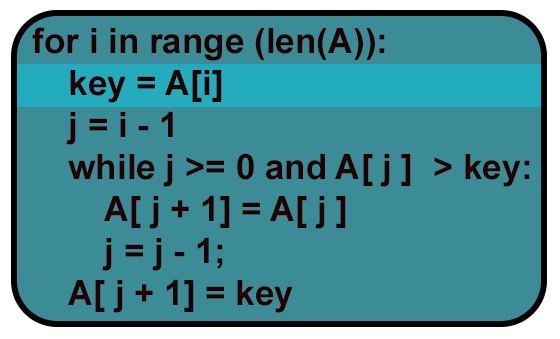 for i in range (len(A)):
key = A[i]
j = i - 1
while j >= 0 and A[ j ]  > key:
A[ j + 1] = A[ j ]
j = j - 1;
A[ j + 1] = key